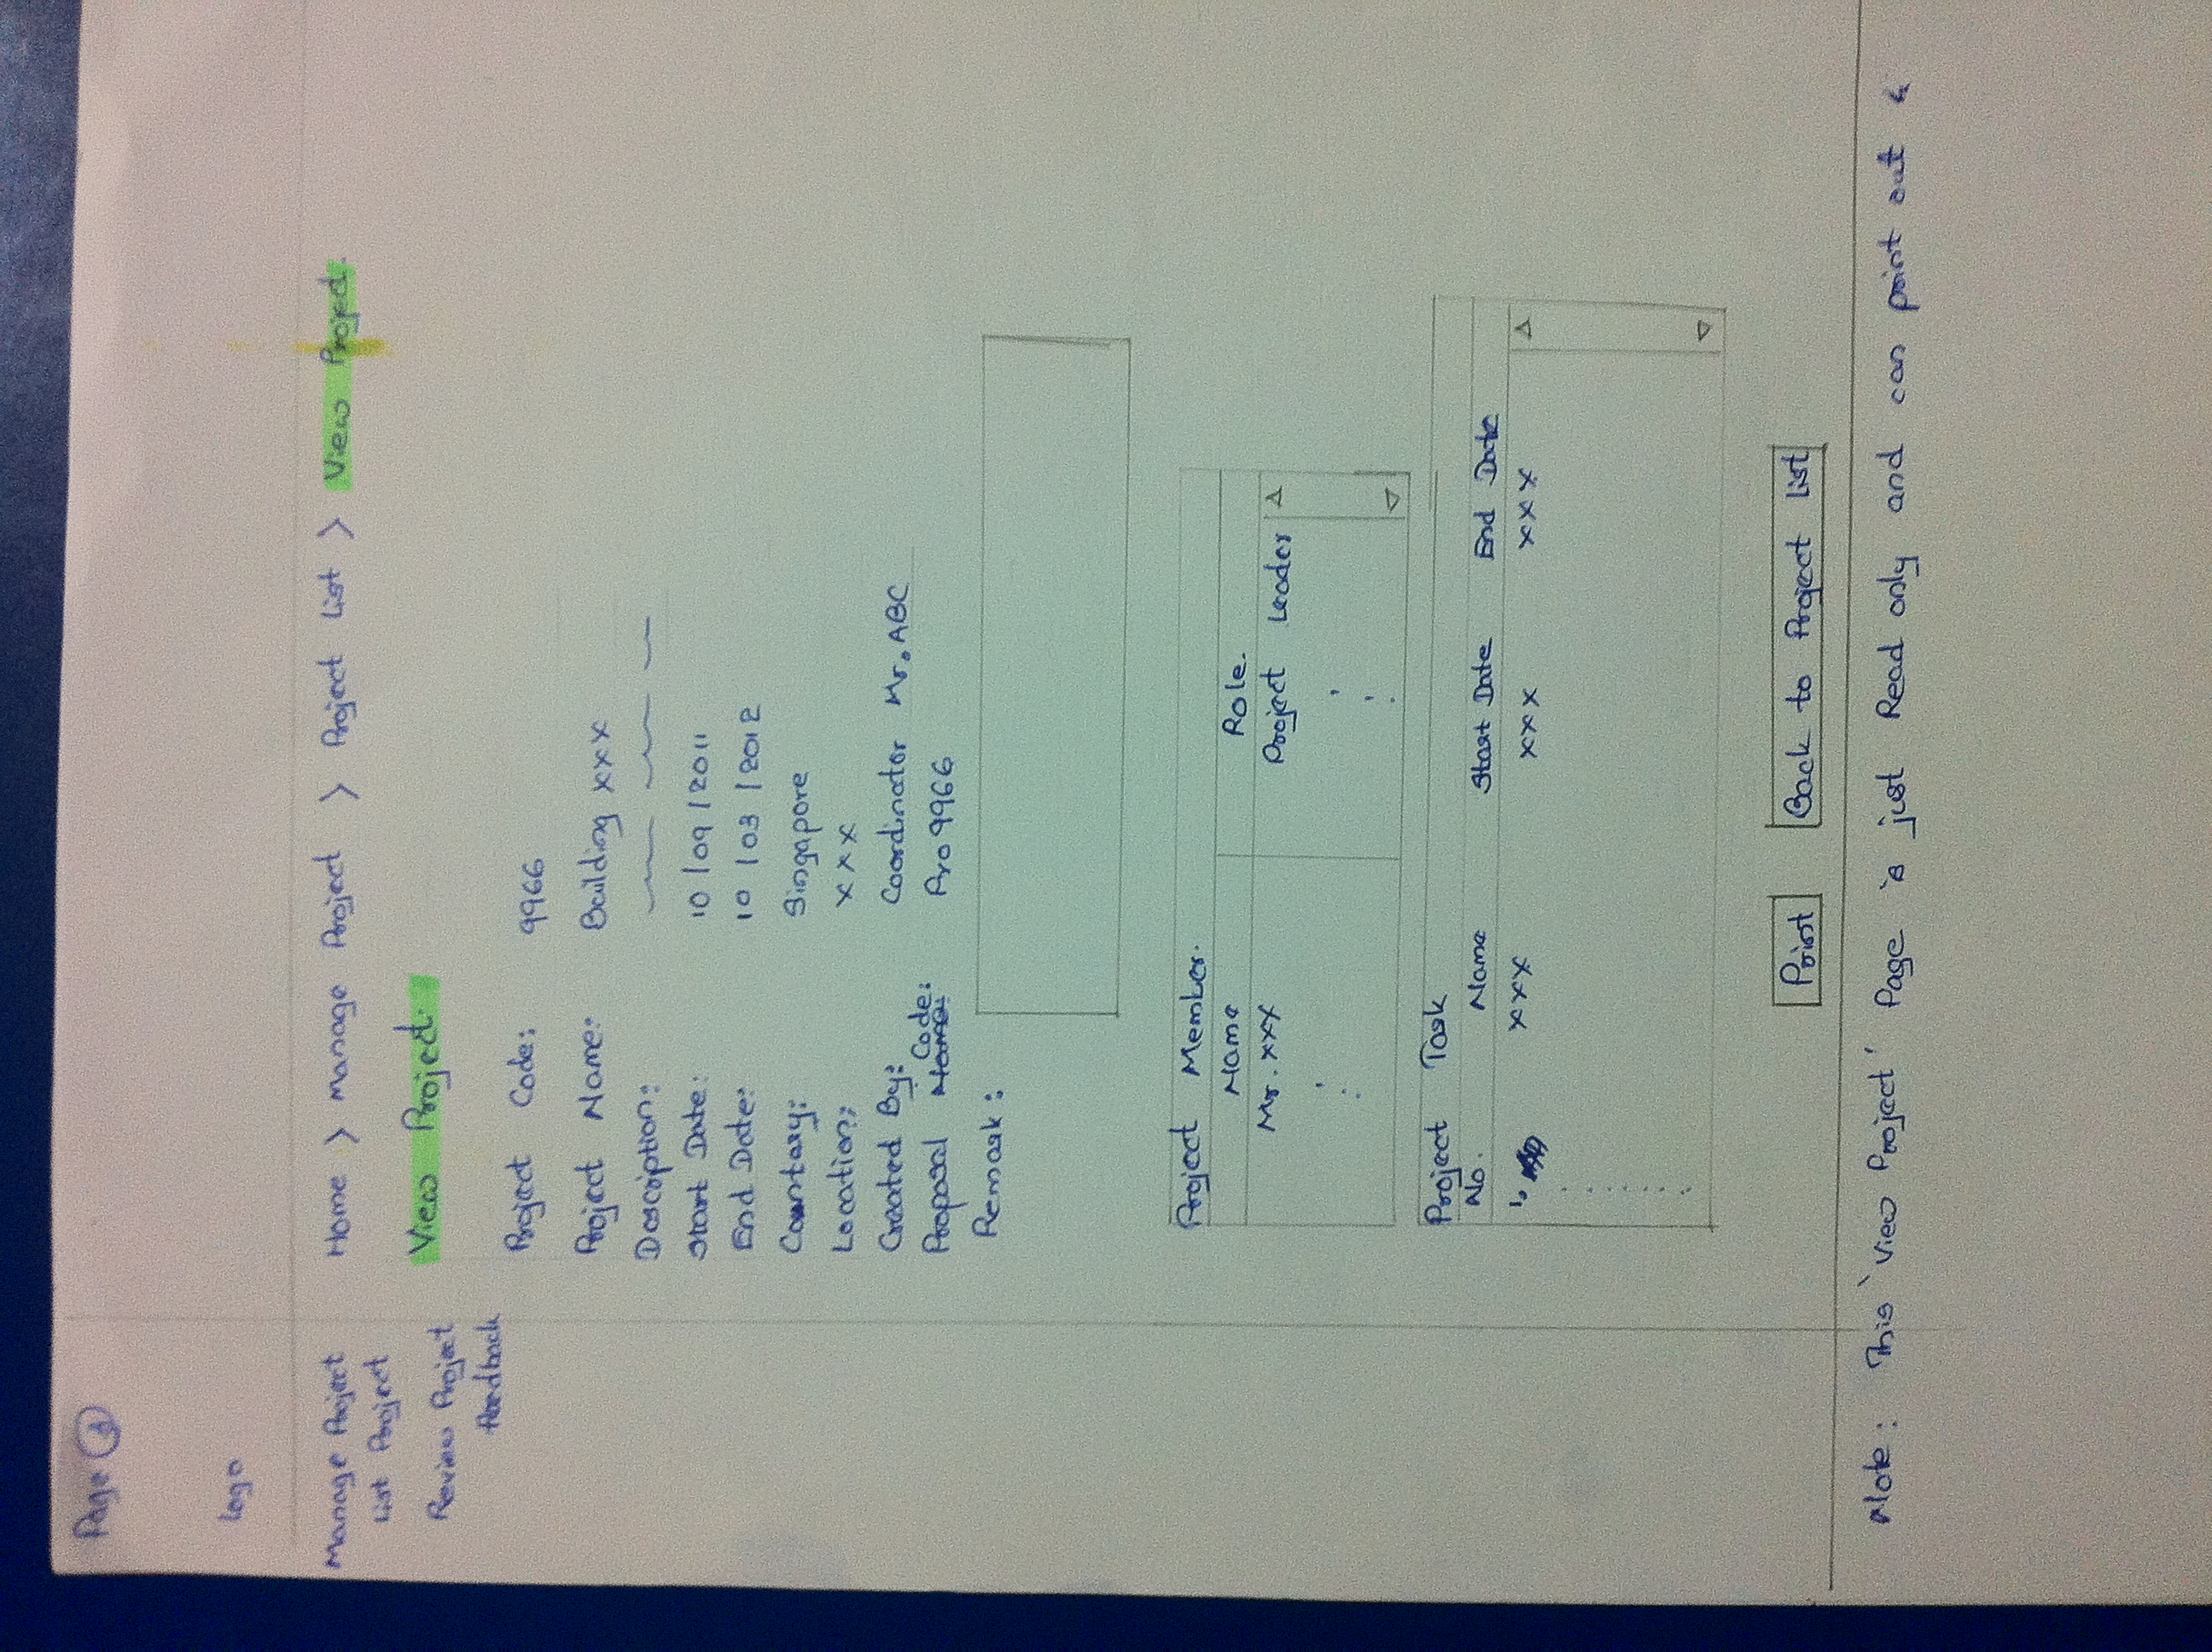 Page 3
Logo
Manage Project
List Project
Review Project
Feedback
Home > Manage Project > Project List > View Project.
View Project.
Project Code: 9966
Project Name: Building xxx
Description:
Start Date: 10/09/2011
End Date: 10/03/2012
Country: Singapore
Location: xxx
Created By: Coordinator Mr. ABC
Proposal Name: Code: Pro9966
Remark:
Project Member.
Name Role.
Mr. xxx Project Leader
Project Task
No. Name Start Date End Date
1. xxx xxx xxx
Print Back to Project list
Note: This 'View Project' Page is just Read only and can print out